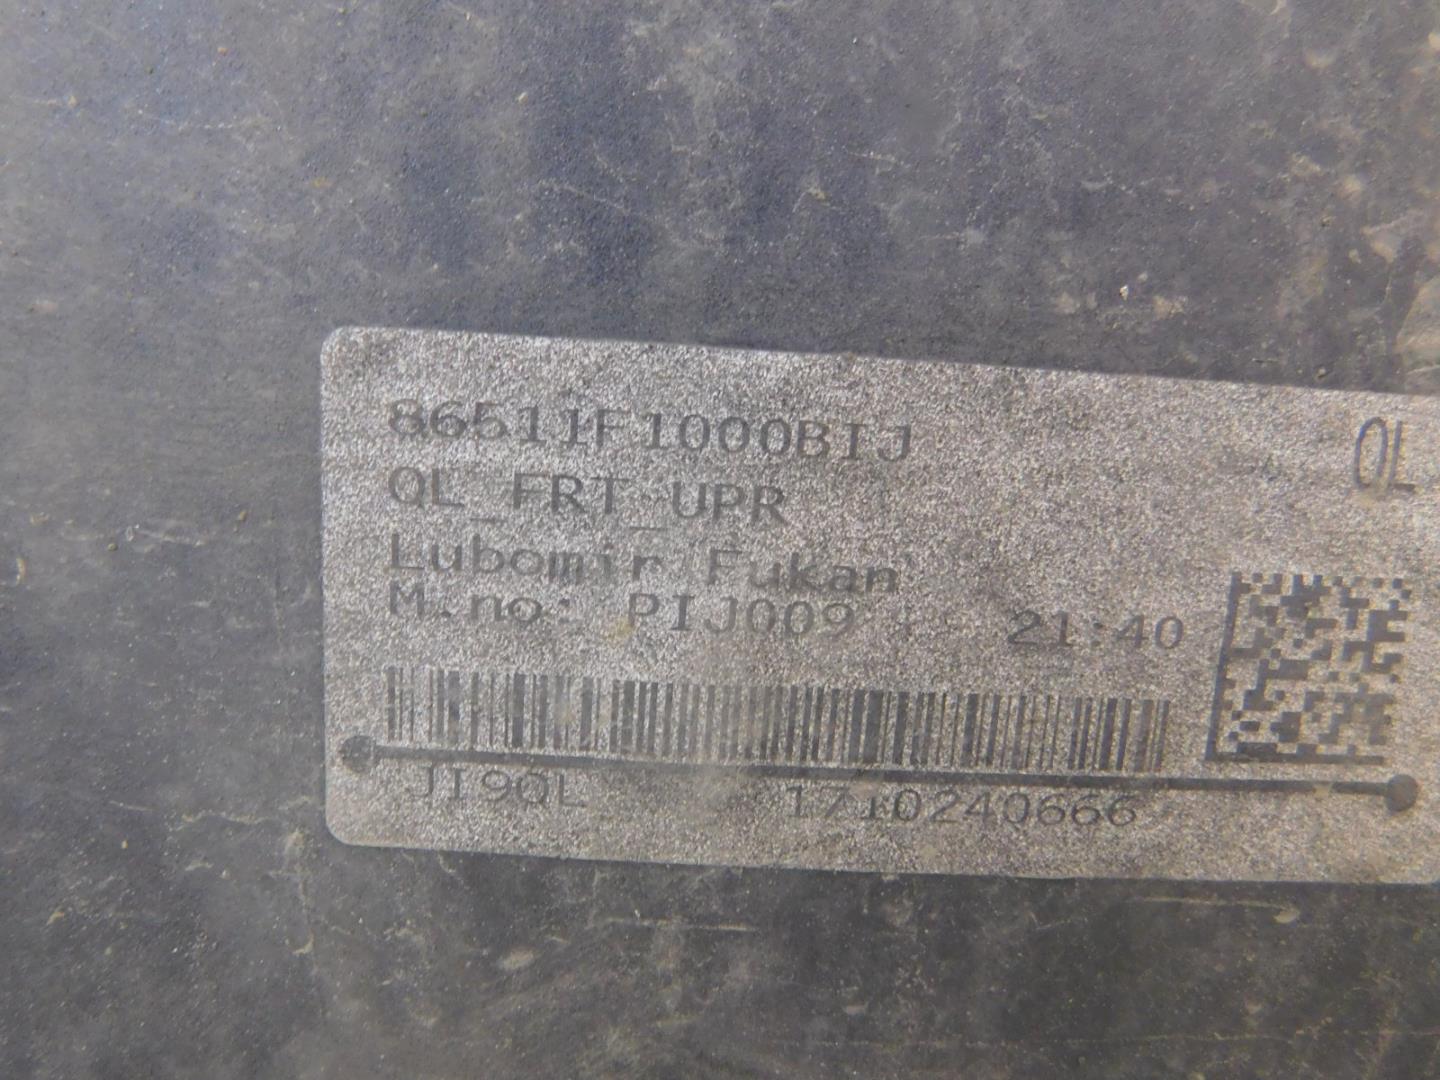 86511F1000BIJ
QL
QL_FRT_UPR
Lubomir Fukan
M.no: PIJ009 21:40
JI9QL 1710240666